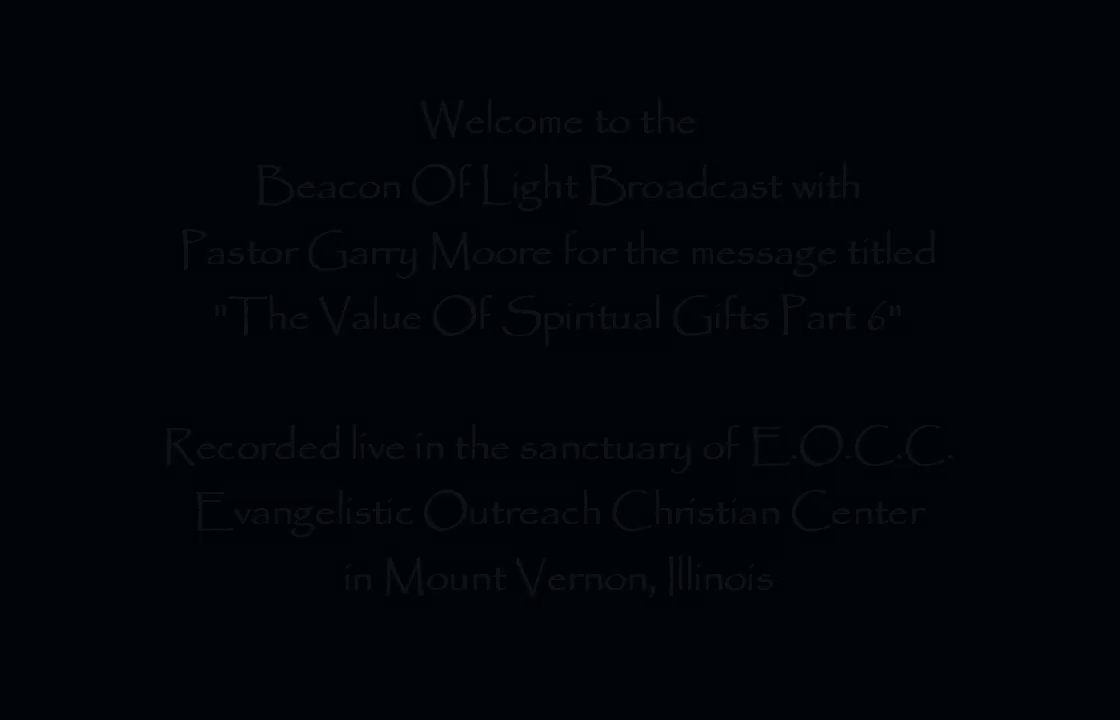 Welcome to the
Beacon Of Light Broadcast with
Pastor Garry Moore for the message titled
"The Value Of Spiritual Gifts Part 6"
Recorded live in the sanctuary of E.O.C.C.
Evangelistic Outreach Christian Center
in Mount Vernon, Illinois